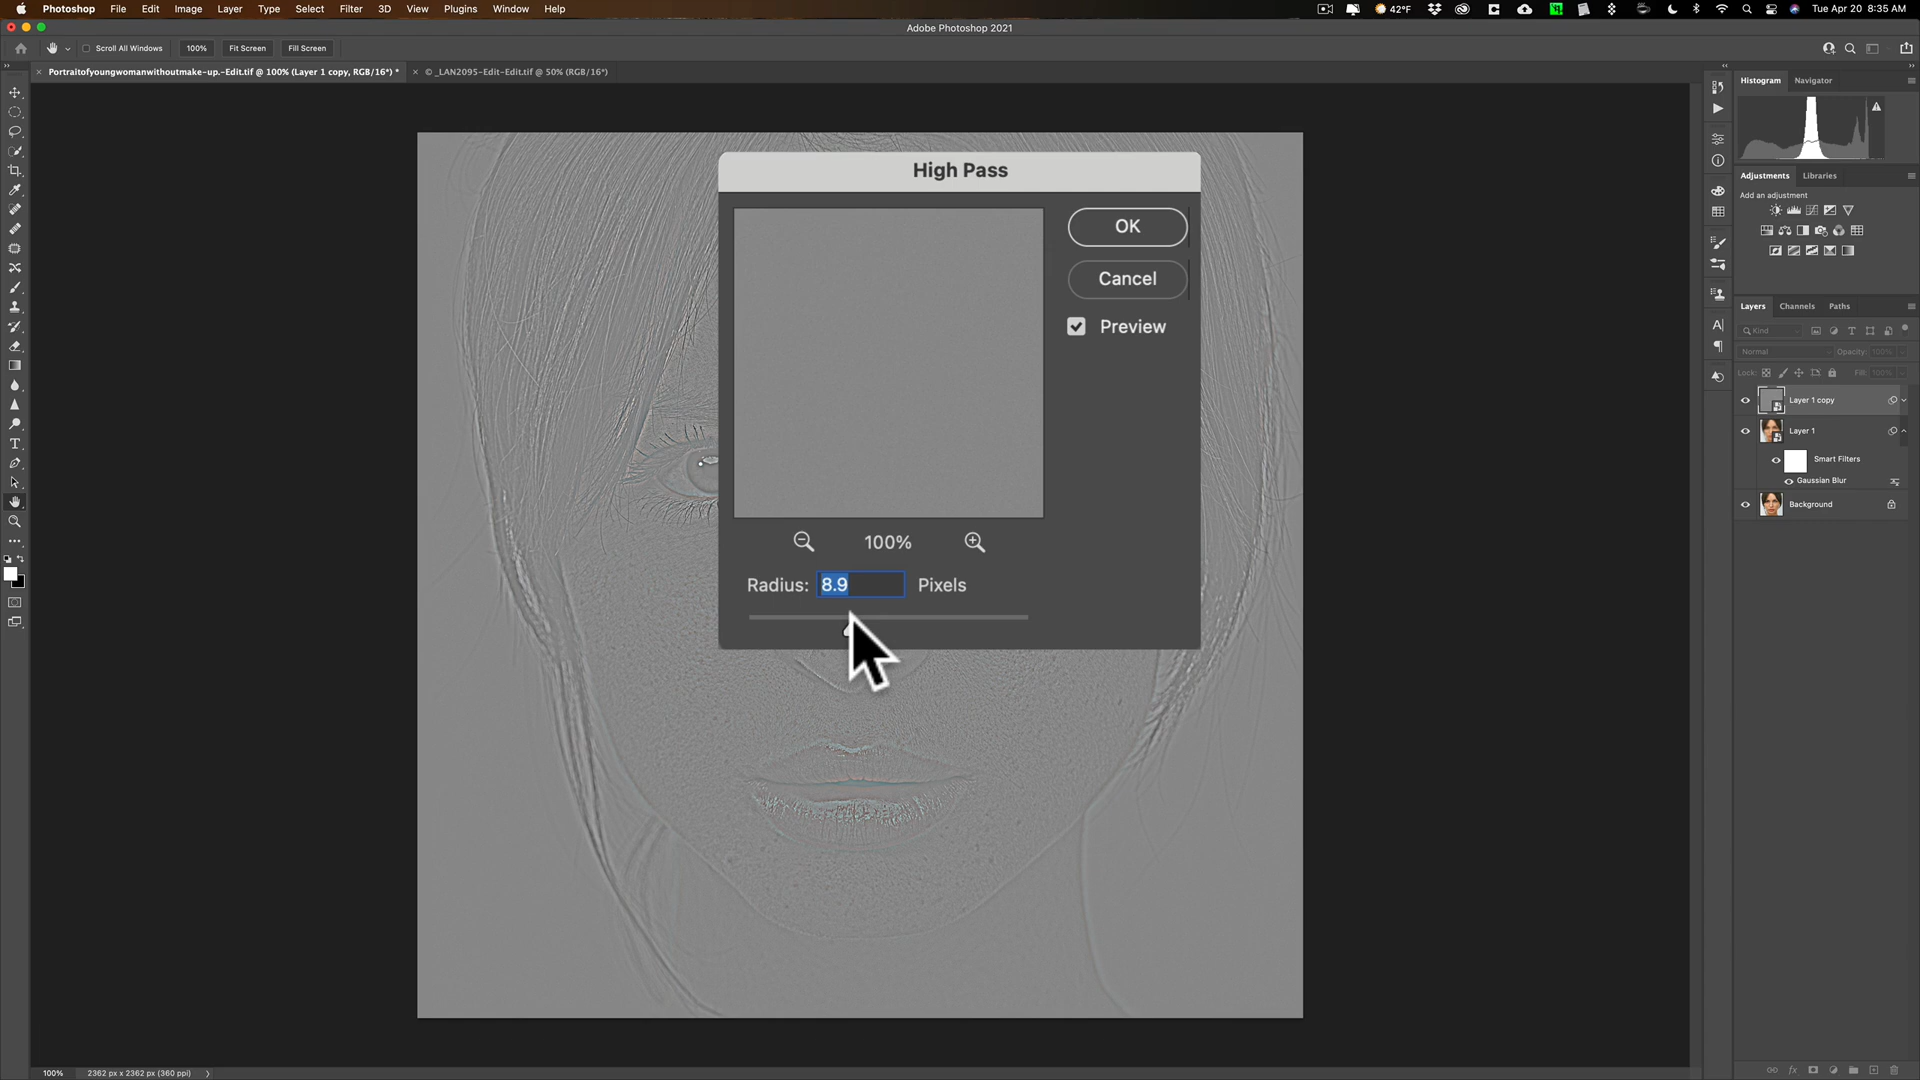 Photoshop File Edit Image Layer Type Select Filter 3D View Plugins Window Help 42°F Tue Apr 20 8:35 AM
Adobe Photoshop 2021
Scroll All Windows 100% Fit Screen Fill Screen
Portraitofyoungwomanwithoutmake-up.-Edit.tif @ 100% (Layer 1 copy, RGB/16*) * © _LAN2095-Edit-Edit.tif @ 50% (RGB/16*)
Histogram Navigator
High Pass
Adjustments Libraries
Add an adjustment
OK
Cancel
Preview
Layers Channels Paths
Kind
Normal Opacity: 100%
Lock: Fill: 100%
Layer 1 copy
Layer 1
Smart Filters
Gaussian Blur
Background
100%
Radius: 8.9 Pixels
100% 2362 px x 2362 px (360 ppi)